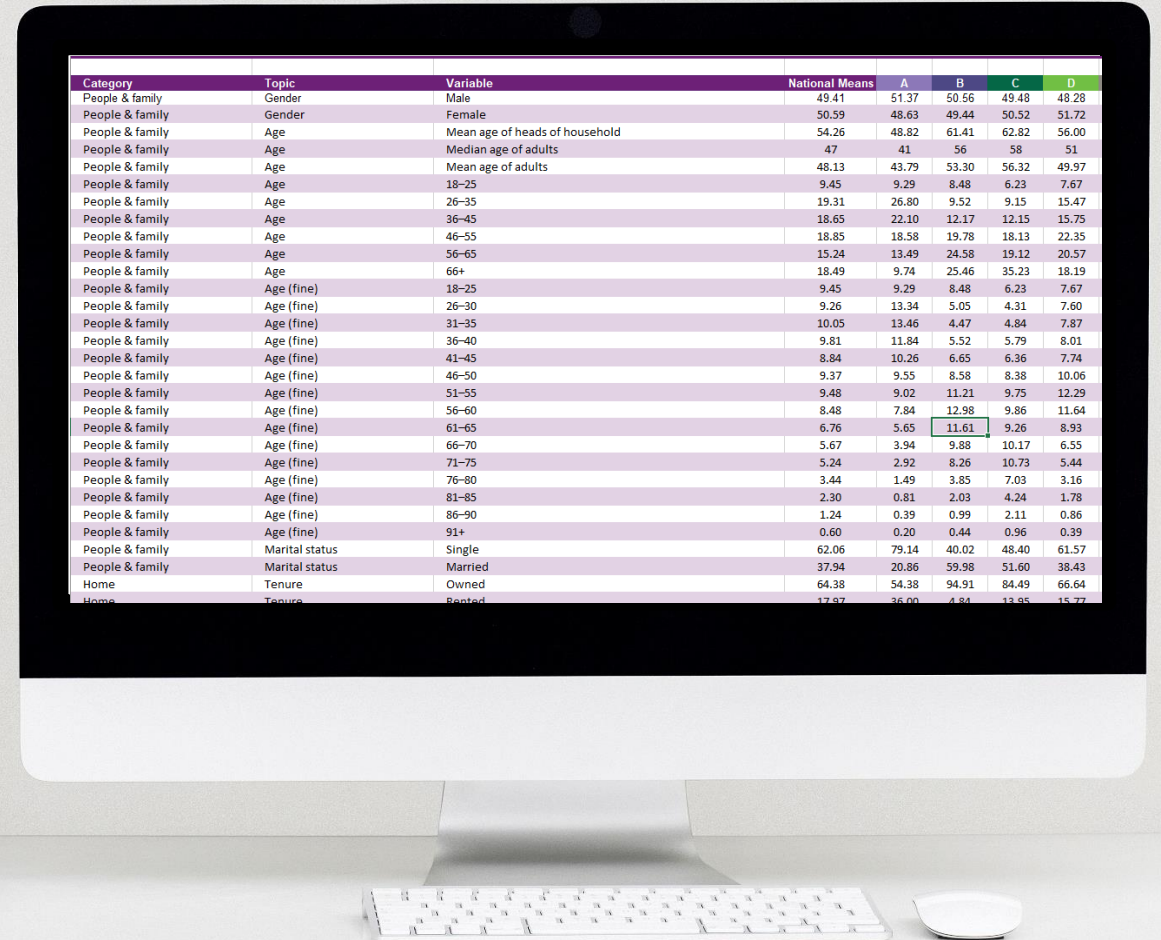 Category Topic Variable National Means A B C D
People & family Gender Male 49.41 51.37 50.56 49.48 48.28
People & family Gender Female 50.59 48.63 49.44 50.52 51.72
People & family Age Mean age of heads of household 54.26 48.82 61.41 62.82 56.00
People & family Age Median age of adults 47 41 56 58 51
People & family Age Mean age of adults 48.13 43.79 53.30 56.32 49.97
People & family Age 18–25 9.45 9.29 8.48 6.23 7.67
People & family Age 26–35 19.31 26.80 9.52 9.15 15.47
People & family Age 36–45 18.65 22.10 12.17 12.15 15.75
People & family Age 46–55 18.85 18.58 19.78 18.13 22.35
People & family Age 56–65 15.24 13.49 24.58 19.12 20.57
People & family Age 66+ 18.49 9.74 25.46 35.23 18.19
People & family Age (fine) 18–25 9.45 9.29 8.48 6.23 7.67
People & family Age (fine) 26–30 9.26 13.34 5.05 4.31 7.60
People & family Age (fine) 31–35 10.05 13.46 4.47 4.84 7.87
People & family Age (fine) 36–40 9.81 11.84 5.52 5.79 8.01
People & family Age (fine) 41–45 8.84 10.26 6.65 6.36 7.74
People & family Age (fine) 46–50 9.37 9.55 8.58 8.38 10.06
People & family Age (fine) 51–55 9.48 9.02 11.21 9.75 12.29
People & family Age (fine) 56–60 8.48 7.84 12.98 9.86 11.64
People & family Age (fine) 61–65 6.76 5.65 11.61 9.26 8.93
People & family Age (fine) 66–70 5.67 3.94 9.88 10.17 6.55
People & family Age (fine) 71–75 5.24 2.92 8.26 10.73 5.44
People & family Age (fine) 76–80 3.44 1.49 3.85 7.03 3.16
People & family Age (fine) 81–85 2.30 0.81 2.03 4.24 1.78
People & family Age (fine) 86–90 1.24 0.39 0.99 2.11 0.86
People & family Age (fine) 91+ 0.60 0.20 0.44 0.96 0.39
People & family Marital status Single 62.06 79.14 40.02 48.40 61.57
People & family Marital status Married 37.94 20.86 59.98 51.60 38.43
Home Tenure Owned 64.38 54.38 94.91 84.49 66.64
Home Tenure Rented 17.97 36.00 4.84 13.95 15.77